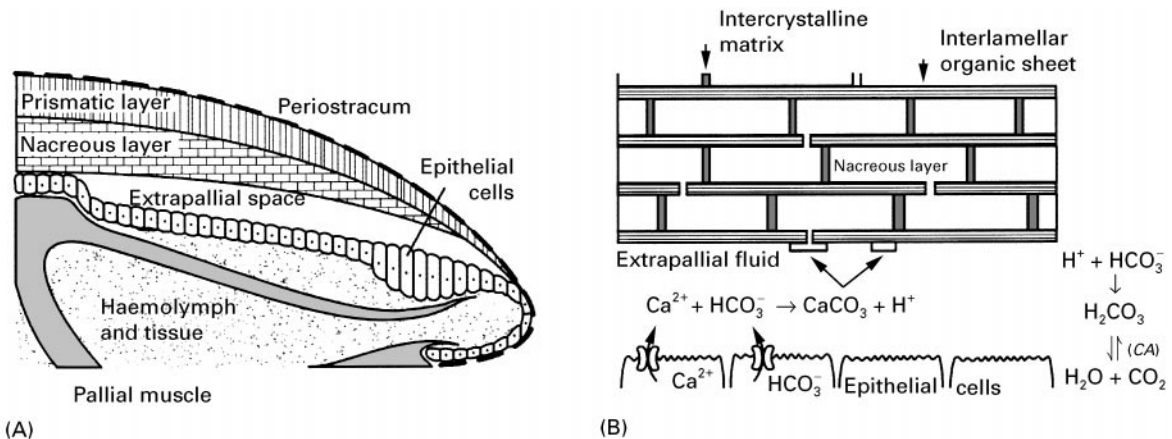 Prismatic layer
Periostracum
Nacreous layer
Epithelial
cells
Extrapallial space
Haemolymph
and tissue
Pallial muscle
(A)
Intercrystalline
matrix
Interlamellar
organic sheet
Nacreous layer
Extrapallial fluid
Ca²⁺ + HCO₃⁻ → CaCO₃ + H⁺
H⁺ + HCO₃⁻
↓
H₂CO₃
⇌ (CA)
H₂O + CO₂
Ca²⁺ HCO₃⁻ Epithelial cells
(B)